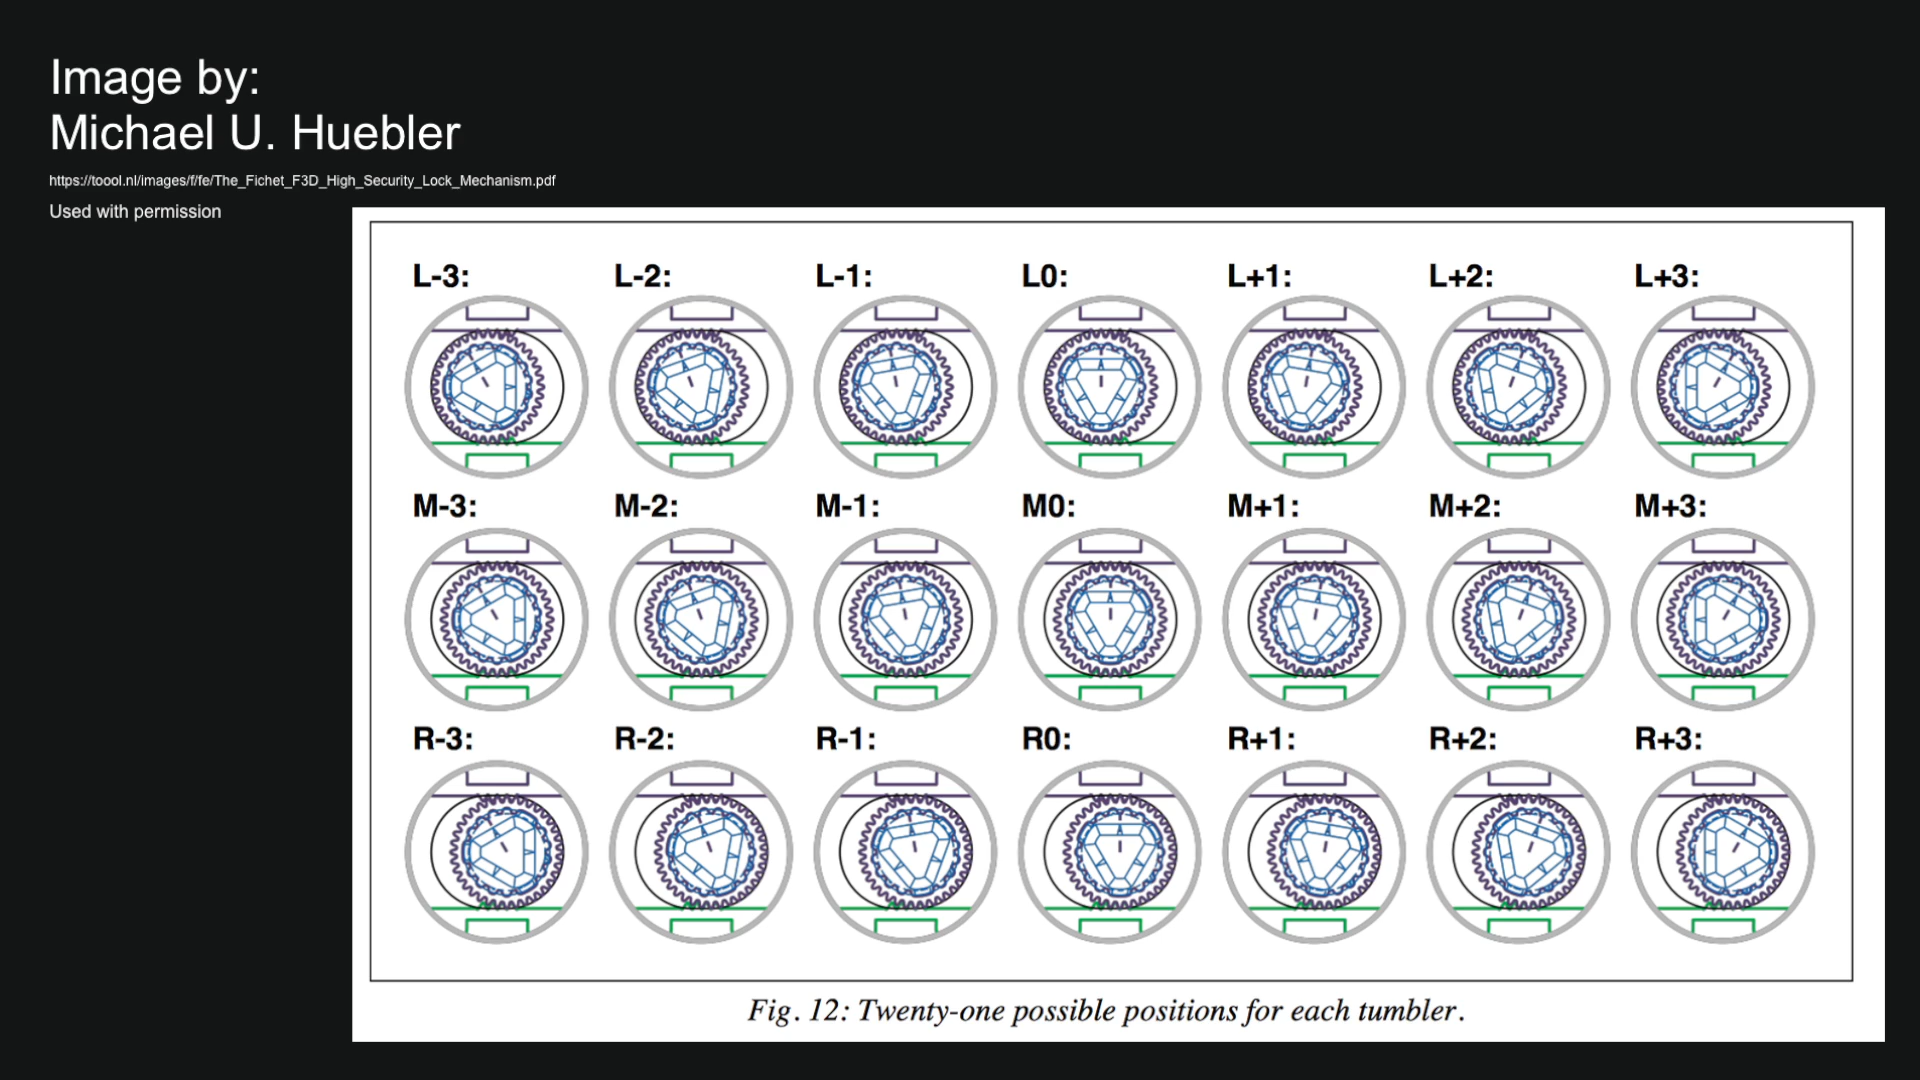 Image by:
Michael U. Huebler
https://toool.nl/images/f/fe/The_Fichet_F3D_High_Security_Lock_Mechanism.pdf
Used with permission
L-3: L-2: L-1: L0: L+1: L+2: L+3:
M-3: M-2: M-1: M0: M+1: M+2: M+3:
R-3: R-2: R-1: R0: R+1: R+2: R+3:
Fig. 12: Twenty-one possible positions for each tumbler.